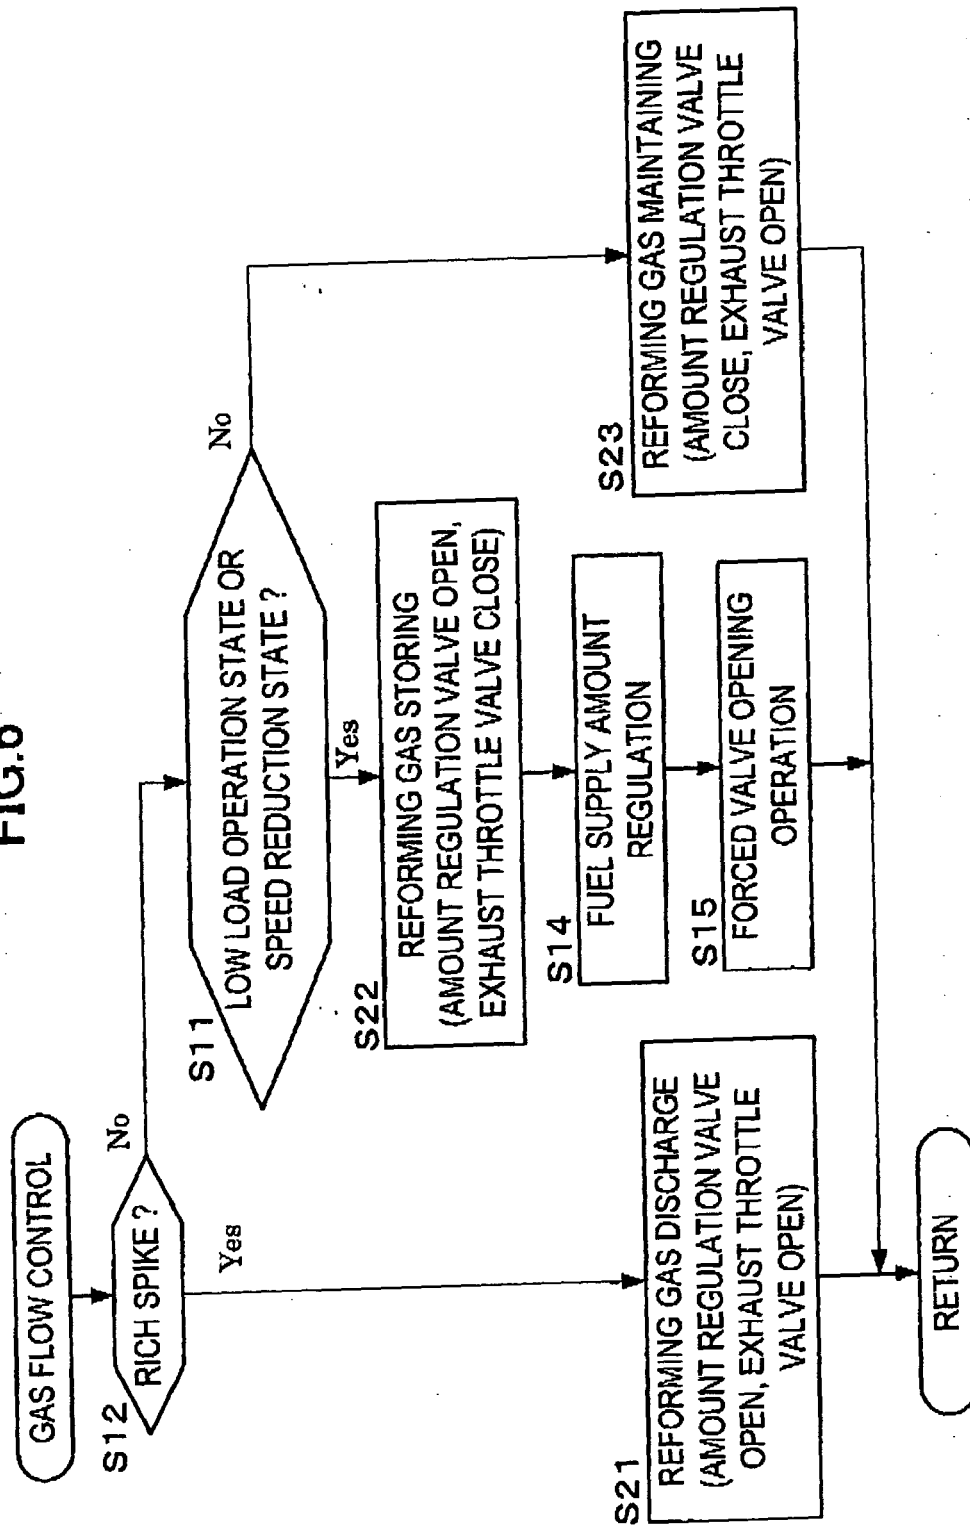 FIG.6
GAS FLOW CONTROL
S12
RICH SPIKE ?
No
Yes
S11
LOW LOAD OPERATION STATE OR
SPEED REDUCTION STATE ?
No
Yes
S22
REFORMING GAS STORING
(AMOUNT REGULATION VALVE OPEN,
EXHAUST THROTTLE VALVE CLOSE)
S14
FUEL SUPPLY AMOUNT
REGULATION
S15
FORCED VALVE OPENING
OPERATION
S21
REFORMING GAS DISCHARGE
(AMOUNT REGULATION VALVE
OPEN, EXHAUST THROTTLE
VALVE OPEN)
S23
REFORMING GAS MAINTAINING
(AMOUNT REGULATION VALVE
CLOSE, EXHAUST THROTTLE
VALVE OPEN)
RETURN